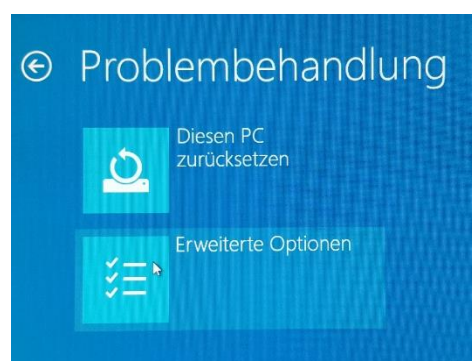 Problembehandlung
Diesen PC
zurücksetzen
Erweiterte Optionen